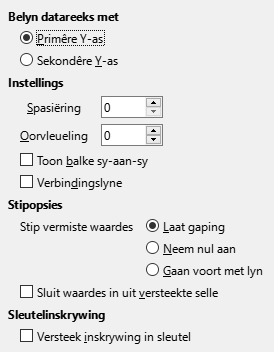 Belyn datareeks met
Primêre Y-as
Sekondêre Y-as
Instellings
Spasiëring 0
Oorvleueling 0
Toon balke sy-aan-sy
Verbindingslyne
Stipopsies
Stip vermiste waardes Laat gaping
Neem nul aan
Gaan voort met lyn
Sluit waardes in uit versteekte selle
Sleutelinskrywing
Versteek inskrywing in sleutel